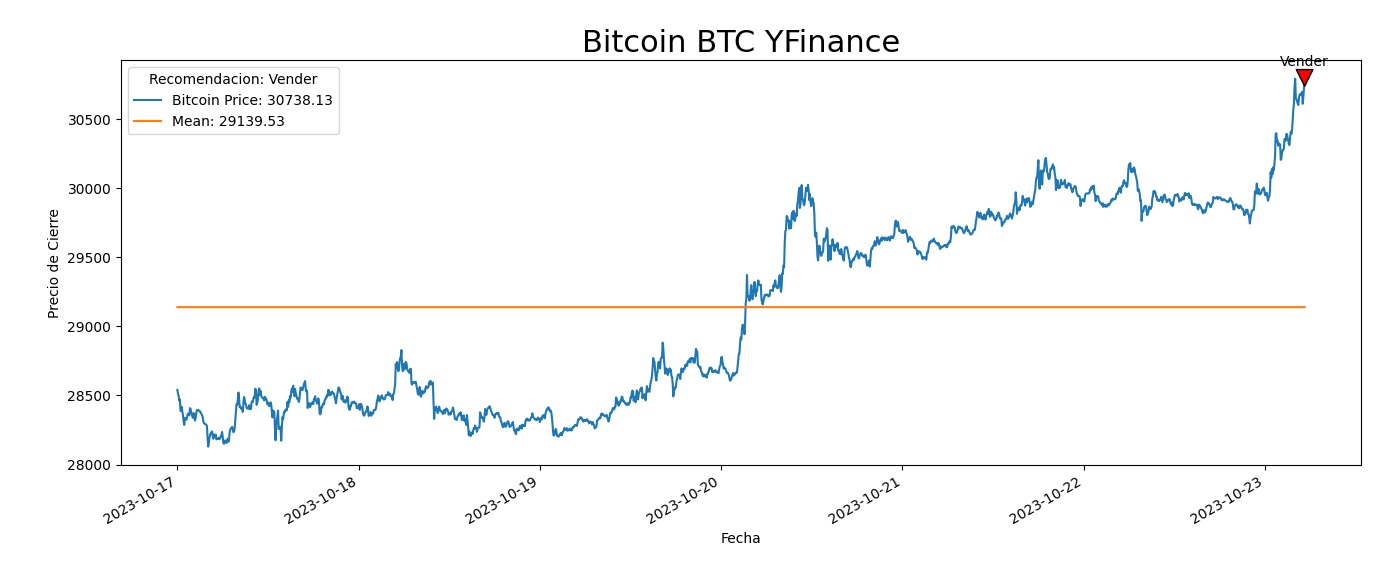 Bitcoin BTC YFinance
Vender
Recomendacion: Vender
Bitcoin Price: 30738.13
Mean: 29139.53
Precio de Cierre
30500
30000
29500
29000
28500
28000
2023-10-17
2023-10-18
2023-10-19
2023-10-20
2023-10-21
2023-10-22
2023-10-23
Fecha